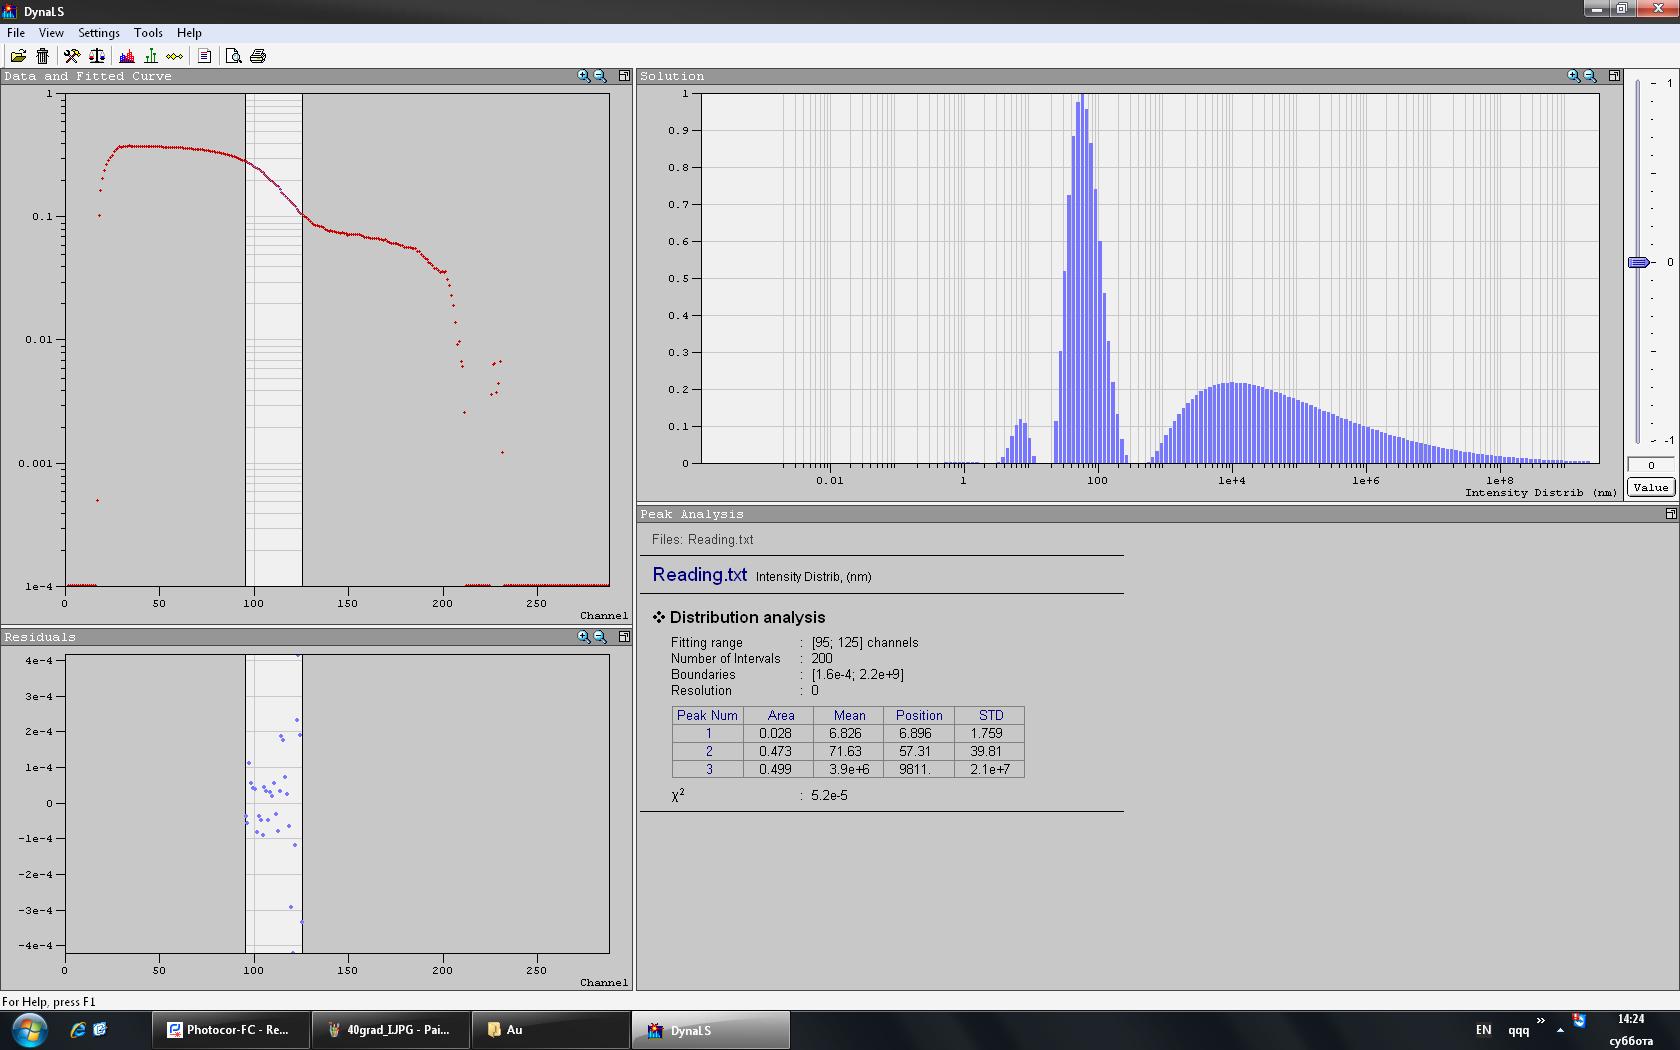 DynaLS
File View Settings Tools Help
Data and Fitted Curve
1
0.1
0.01
0.001
1e-4
0 50 100 150 200 250
Channel
Residuals
4e-4
3e-4
2e-4
1e-4
0
-1e-4
-2e-4
-3e-4
-4e-4
0 50 100 150 200 250
Channel
Solution
1
0.9
0.8
0.7
0.6
0.5
0.4
0.3
0.2
0.1
0
0.01 1 100 1e+4 1e+6 1e+8
Intensity Distrib (nm)
1
0
-1
0
Value
Peak Analysis
Files: Reading.txt
Reading.txt Intensity Distrib, (nm)
Distribution analysis
Fitting range : [95; 125] channels
Number of Intervals : 200
Boundaries : [1.6e-4; 2.2e+9]
Resolution : 0
Peak Num Area Mean Position STD
1 0.028 6.826 6.896 1.759
2 0.473 71.63 57.31 39.81
3 0.499 3.9e+6 9811. 2.1e+7
χ2 : 5.2e-5
For Help, press F1
Photocor-FC - Re... 40grad_I.JPG - Pai... Au DynaLS EN qqq » 14:24
суббота